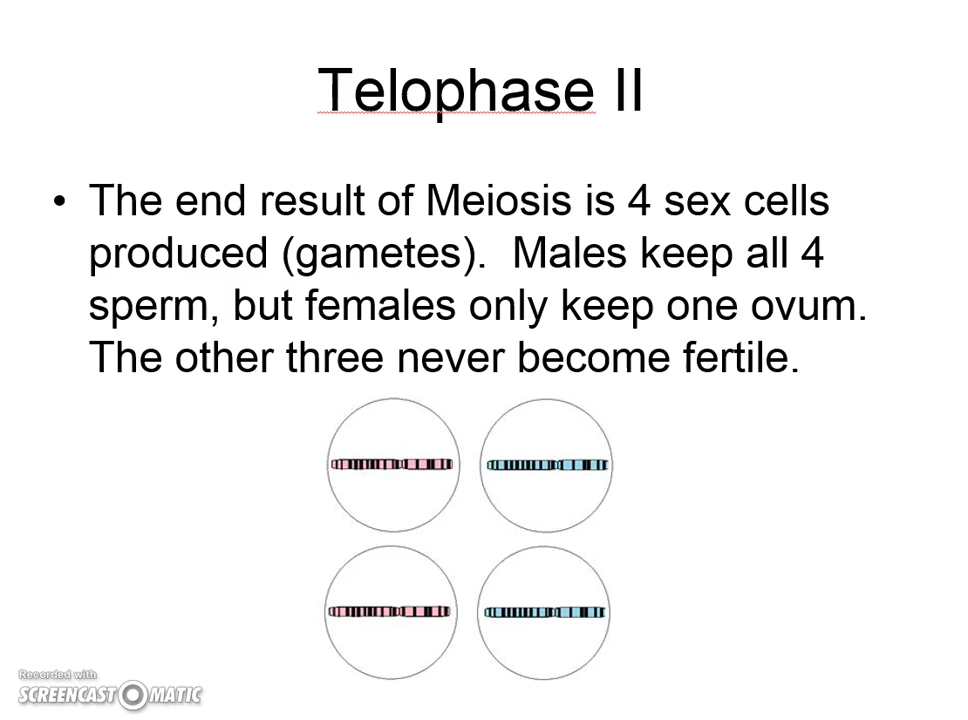 Telophase II
• The end result of Meiosis is 4 sex cells
produced (gametes).  Males keep all 4
sperm, but females only keep one ovum.
The other three never become fertile.
Recorded with
SCREENCAST O MATIC